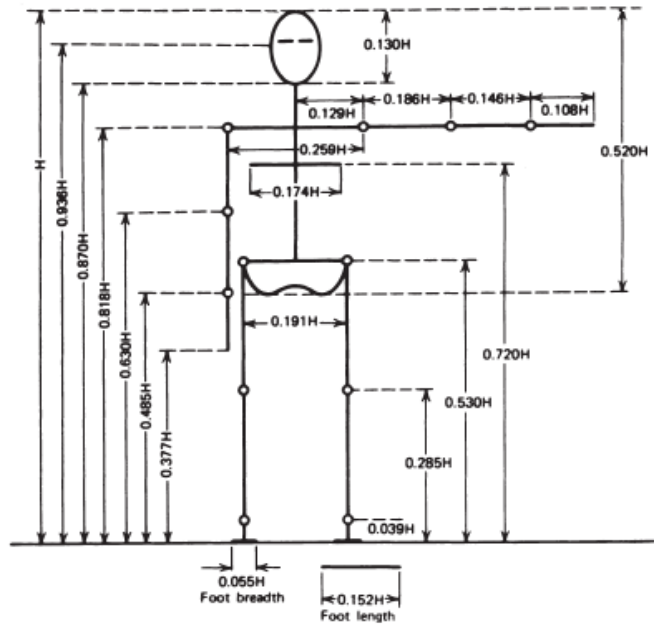 0.130H
0.186H
0.146H
0.108H
0.129H
0.259H
0.520H
0.174H
H
0.936H
0.870H
0.818H
0.630H
0.485H
0.377H
0.191H
0.720H
0.530H
0.285H
0.039H
0.055H
Foot breadth
0.152H
Foot length